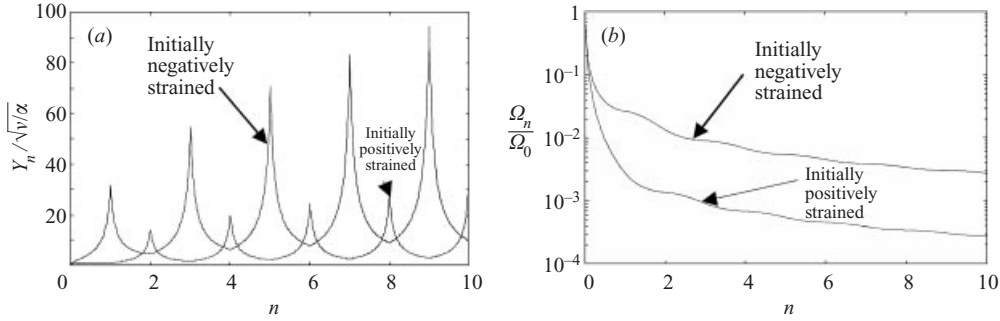 (a)
100
80
60
40
20
0
2
4
6
8
10
n
Y_n/√ν/α
Initially
negatively
strained
Initially
positively
strained
(b)
1
10⁻¹
10⁻²
10⁻³
10⁻⁴
0
2
4
6
8
10
n
Ω_n
Ω_0
Initially
negatively
strained
Initially
positively
strained